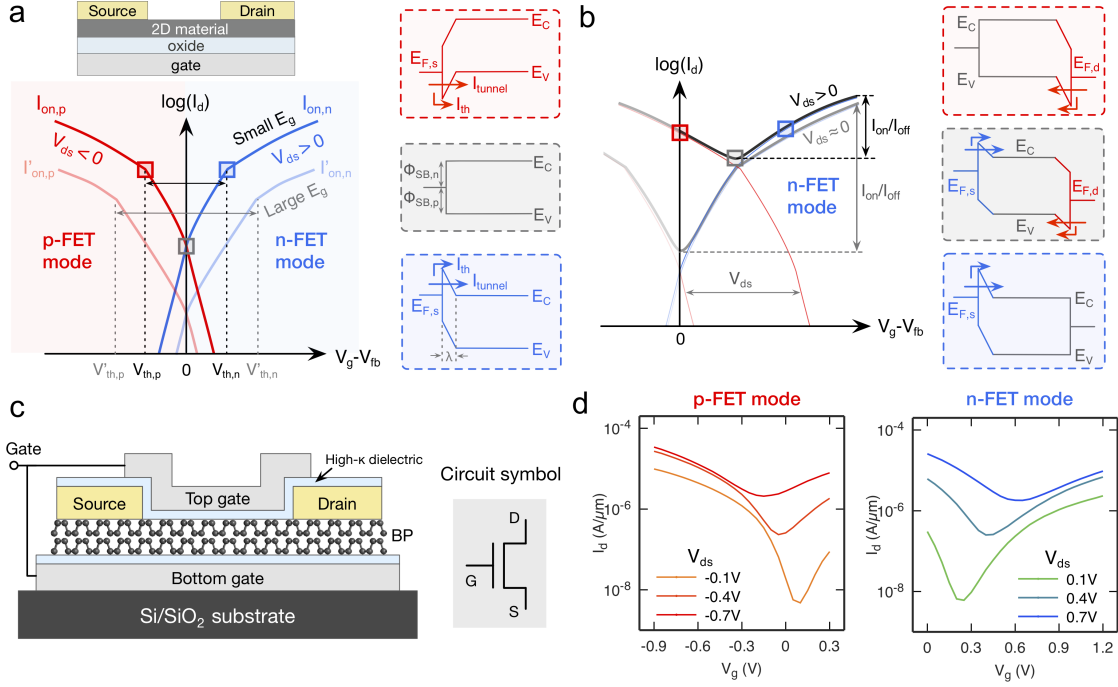 a
Source
Drain
2D material
oxide
gate
log(I_d)
I_on,p
I_on,n
Small E_g
V_ds < 0
V_ds > 0
I'_on,p
I'_on,n
Large E_g
p-FET
mode
n-FET
mode
V'_th,p
V_th,p
0
V_th,n
V'_th,n
V_g-V_fb
E_C
E_F,s
E_V
I_tunnel
I_th
Φ_SB,n
E_C
Φ_SB,p
E_V
I_th
I_tunnel
E_F,s
E_C
λ
E_V
b
log(I_d)
V_ds>0
V_ds≈0
I_on/I_off
I_on/I_off
n-FET
mode
V_ds
0
V_g-V_fb
E_C
E_F,d
E_V
E_C
E_F,s
E_F,d
E_V
E_F,s
E_C
E_V
c
Gate
High-κ dielectric
Source
Top gate
Drain
BP
Bottom gate
Si/SiO₂ substrate
Circuit symbol
D
G
S
d
p-FET mode
10⁻⁴
10⁻⁶
10⁻⁸
I_d (A/μm)
V_ds
-0.1V
-0.4V
-0.7V
-0.9
-0.6
-0.3
0
0.3
V_g (V)
n-FET mode
10⁻⁴
10⁻⁶
10⁻⁸
I_d (A/μm)
V_ds
0.1V
0.4V
0.7V
0
0.3
0.6
0.9
1.2
V_g (V)